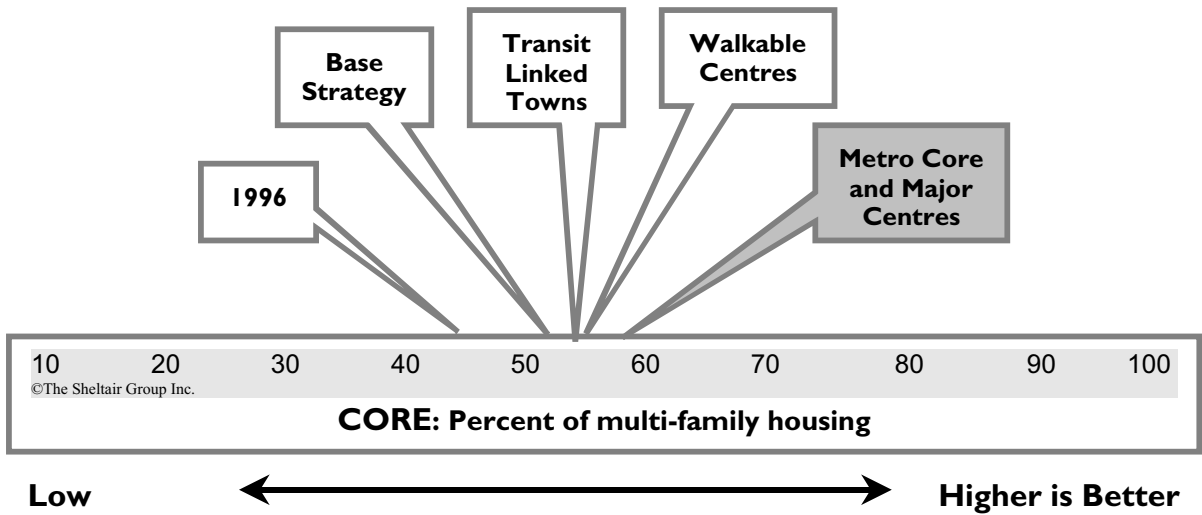 Base
Strategy
Transit
Linked
Towns
Walkable
Centres
1996
Metro Core
and Major
Centres
10 20 30 40 50 60 70 80 90 100
©The Sheltair Group Inc.
CORE: Percent of multi-family housing
Low Higher is Better